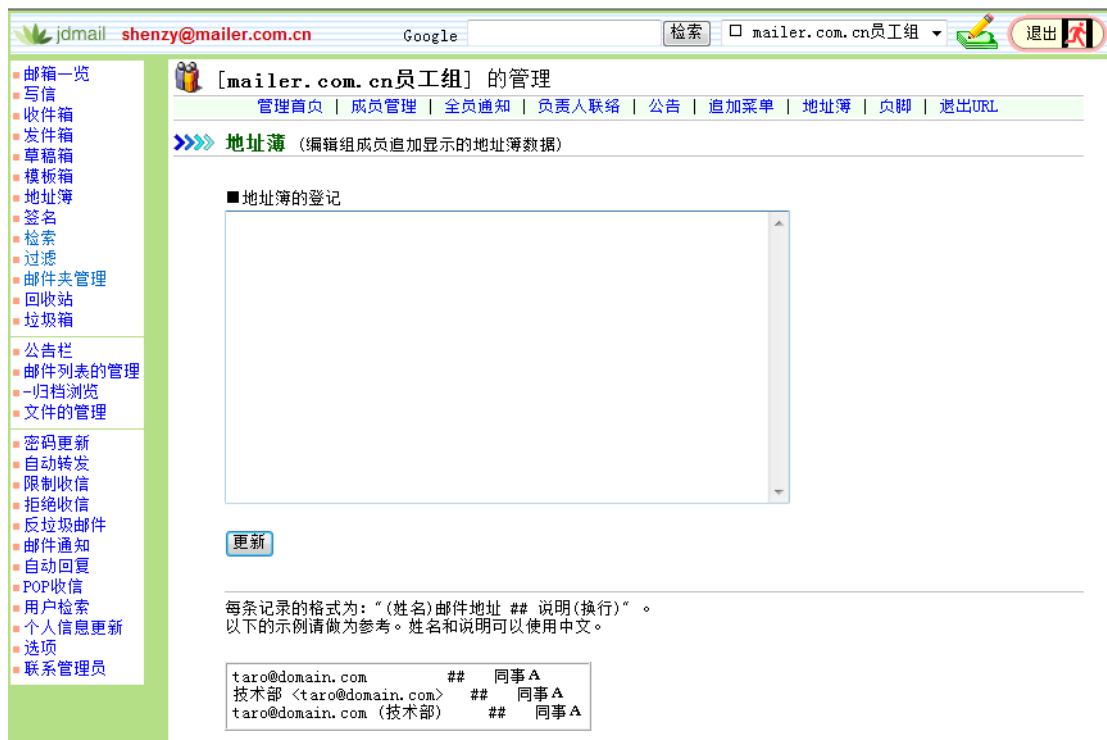 jdmail shenzy@mailer.com.cn Google 检索 mailer.com.cn员工组 退出
邮箱一览
写信
收件箱
发件箱
草稿箱
模板箱
地址簿
签名
检索
过滤
邮件夹管理
回收站
垃圾箱
公告栏
邮件列表的管理
-归档浏览
文件的管理
密码更新
自动转发
限制收信
拒绝收信
反垃圾邮件
邮件通知
自动回复
POP收信
用户检索
个人信息更新
选项
联系管理员
[mailer.com.cn员工组] 的管理
管理首页 | 成员管理 | 全员通知 | 负责人联络 | 公告 | 追加菜单 | 地址簿 | 页脚 | 退出URL
地址薄 (编辑组成员追加显示的地址簿数据)
■地址簿的登记
更新
每条记录的格式为:“(姓名)邮件地址 ## 说明(换行)” 。
以下的示例请做为参考。姓名和说明可以使用中文。
taro@domain.com ## 同事A
技术部 <taro@domain.com> ## 同事A
taro@domain.com (技术部) ## 同事A